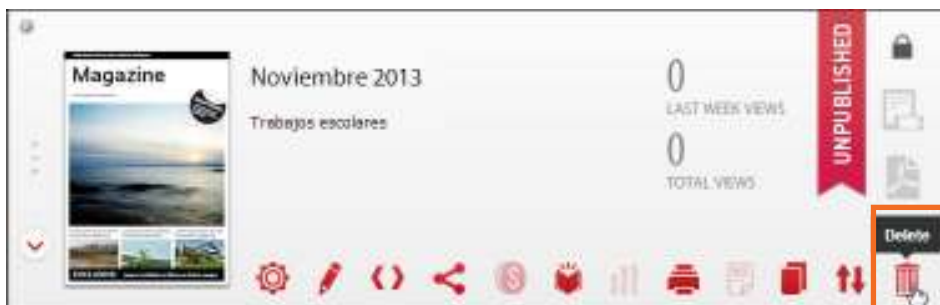 Magazine
Noviembre 2013
Trabajos escolares
0
LAST WEEK VIEWS
0
TOTAL VIEWS
UNPUBLISHED
Delete